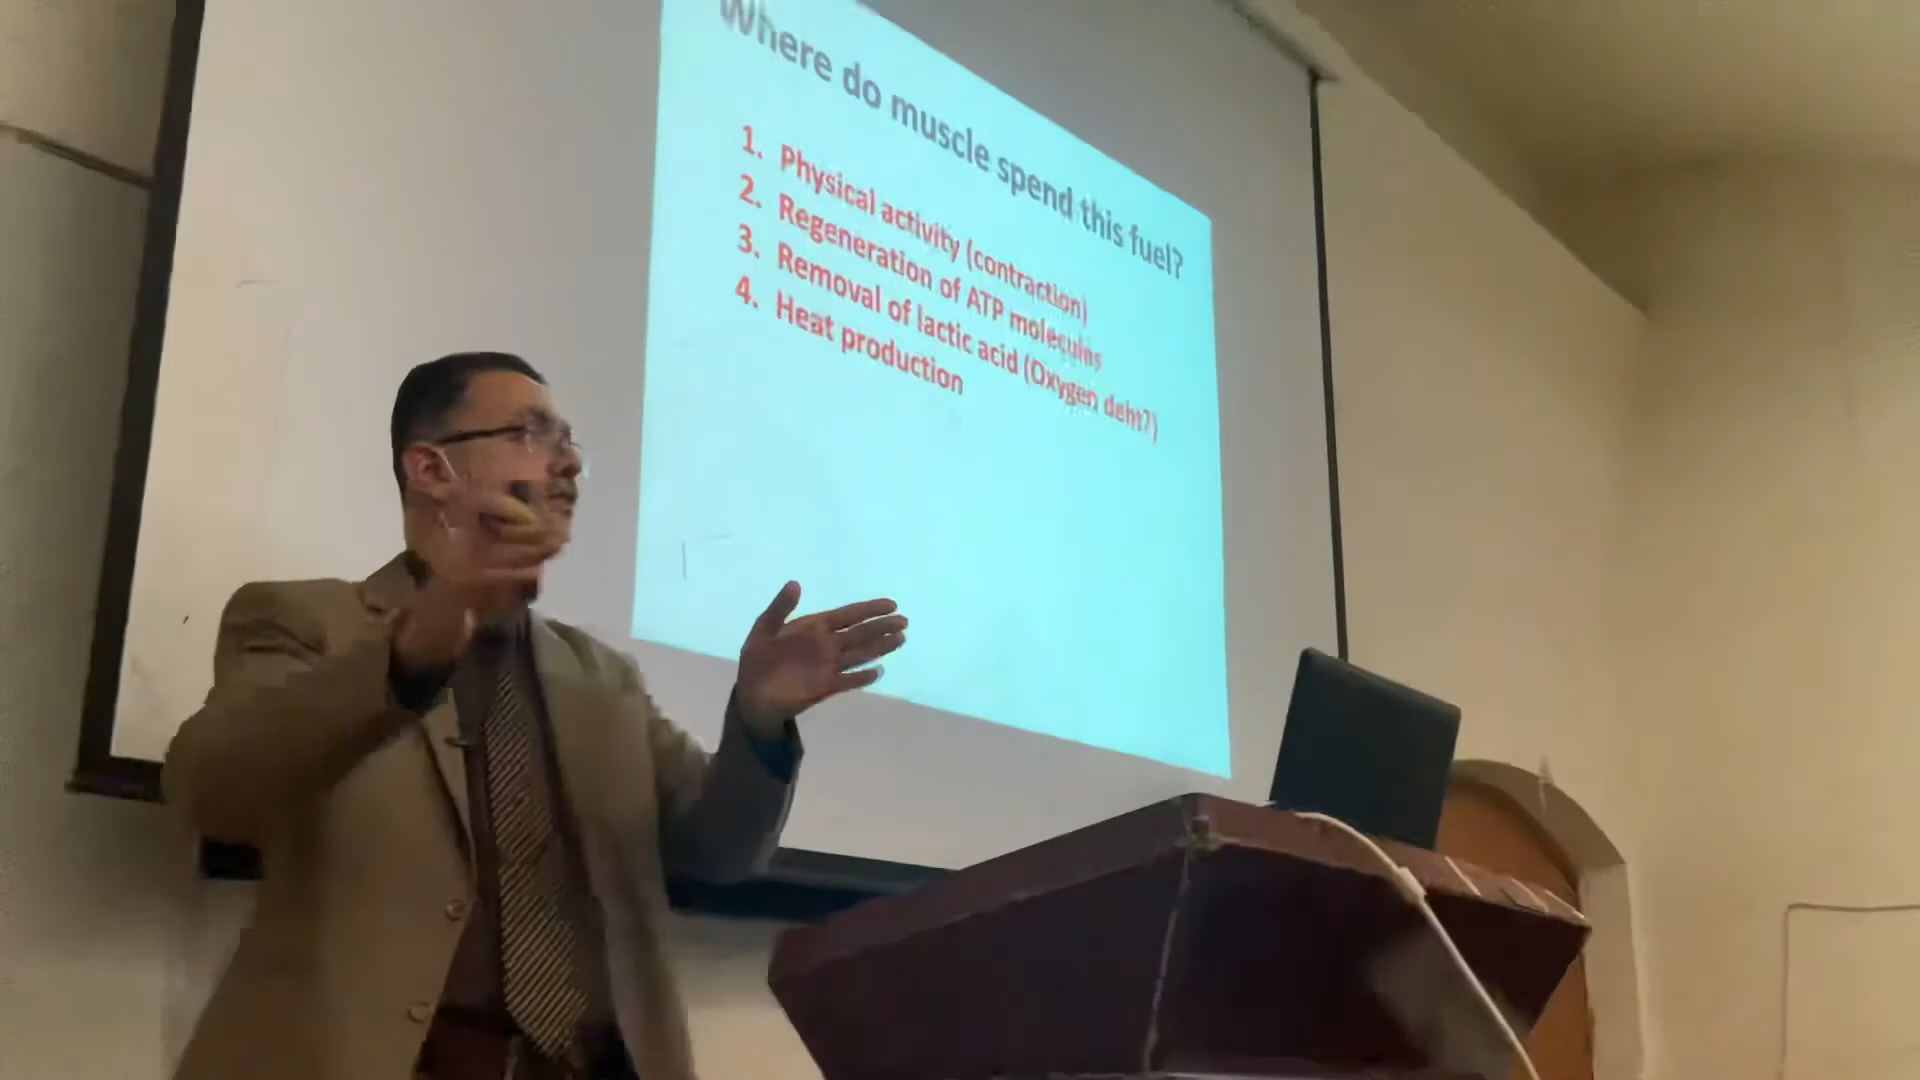 Where do muscle spend this fuel?
1. Physical activity (contraction)
2. Regeneration of ATP molecules
3. Removal of lactic acid (Oxygen debt?)
4. Heat production